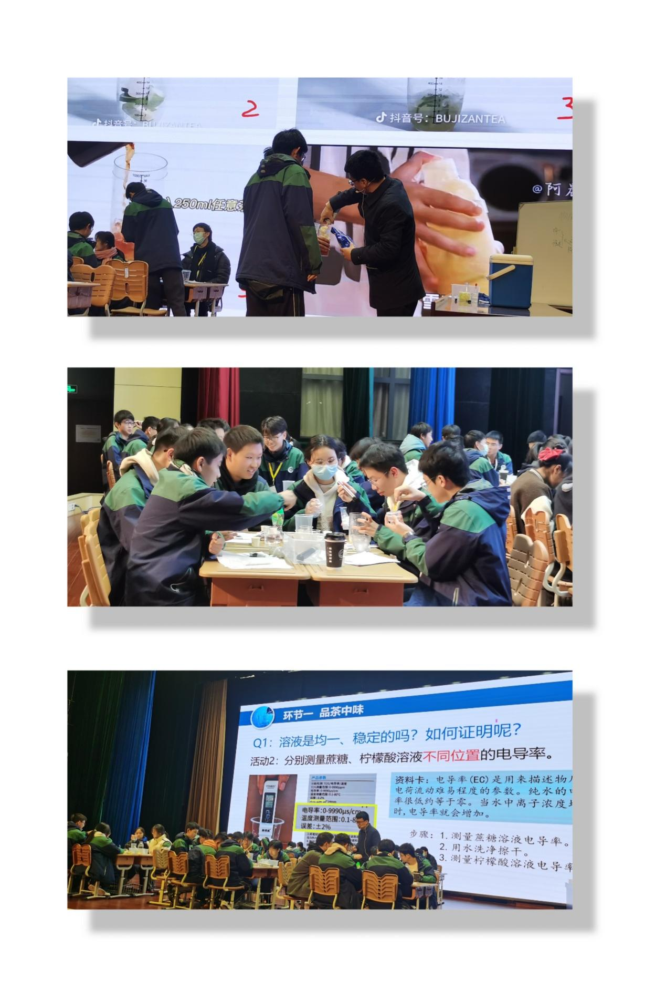 2
3
抖音号：BUJIZANTEA
抖音号：BUJIZANTEA
250ml任意
@阿
环节一 品茶中味
Q1：溶液是均一、稳定的吗？如何证明呢？
活动2：分别测量蔗糖、柠檬酸溶液不同位置的电导率。
产品参数
电导率：0-9990μs/cm
温度测量范围：0.1-8
误差：±2%
资料卡：电导率(EC)是用来描述物
电荷流动难易程度的参数。纯水的
率很低约等于零。当水中离子浓度
时，电导率就会增加。
步骤：1. 测量蔗糖溶液电导率。
2. 用水洗净擦干。
3. 测量柠檬酸溶液电导率